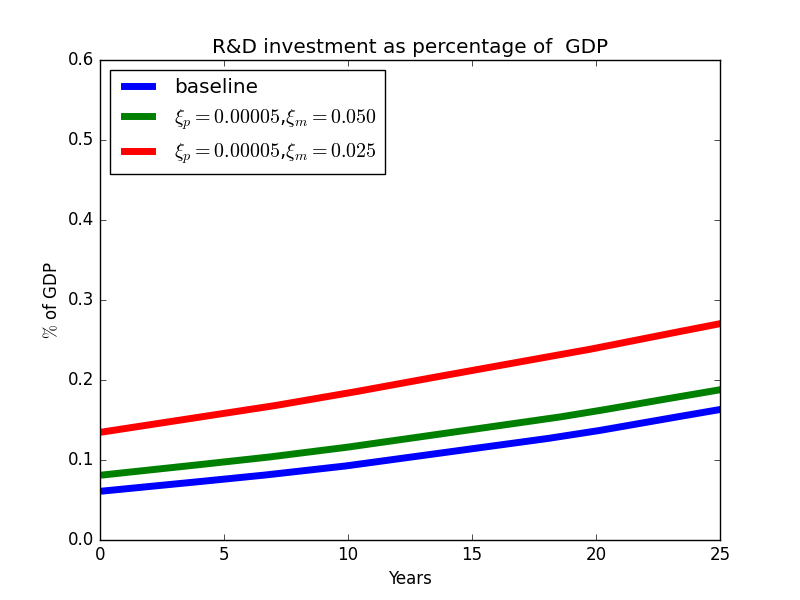 R&D investment as percentage of  GDP
baseline
ξp = 0.00005,ξm = 0.050
ξp = 0.00005,ξm = 0.025
% of GDP
0.6
0.5
0.4
0.3
0.2
0.1
0.0
0 5 10 15 20 25
Years